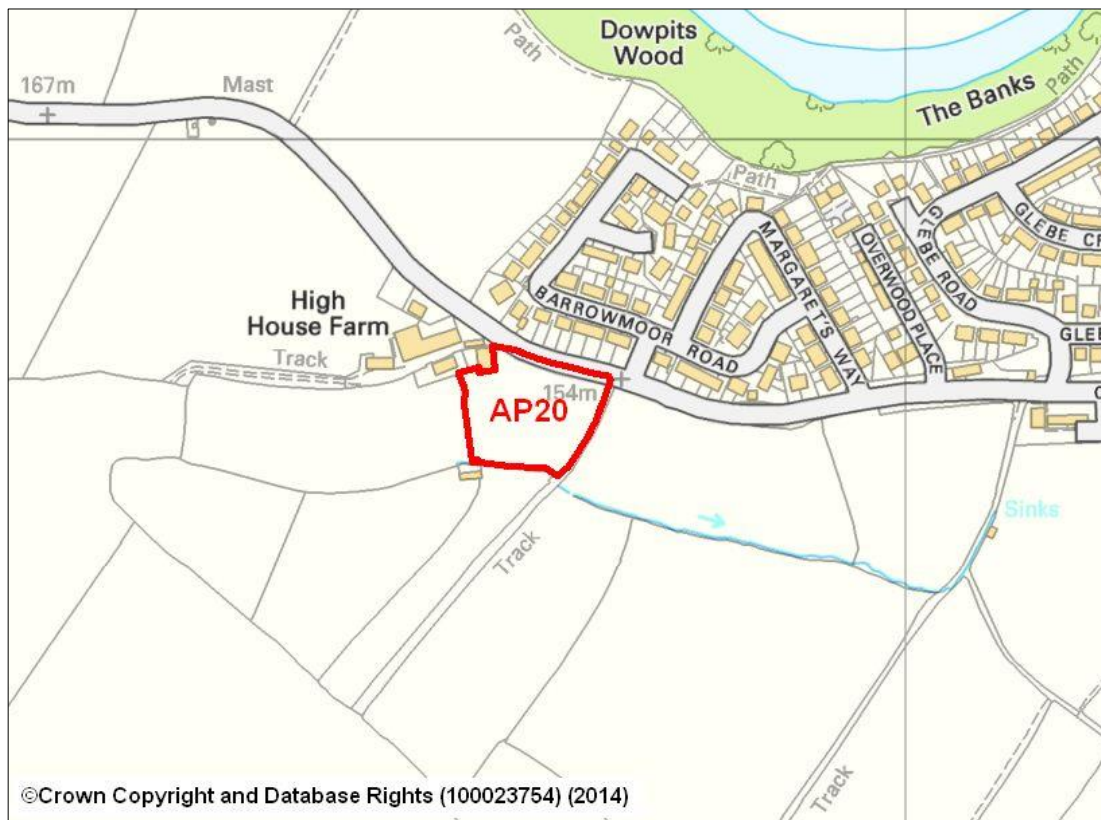 Dowpits
Wood
Path
167m
Mast
The Banks
Path
Path
GLEBE CR
GLEBE ROAD
MARGARET'S WAY
OVERWOOD PLACE
High
House Farm
Track
BARROWMOOR ROAD
GLEBE
154m
AP20
Sinks
Track
Track
©Crown Copyright and Database Rights (100023754) (2014)